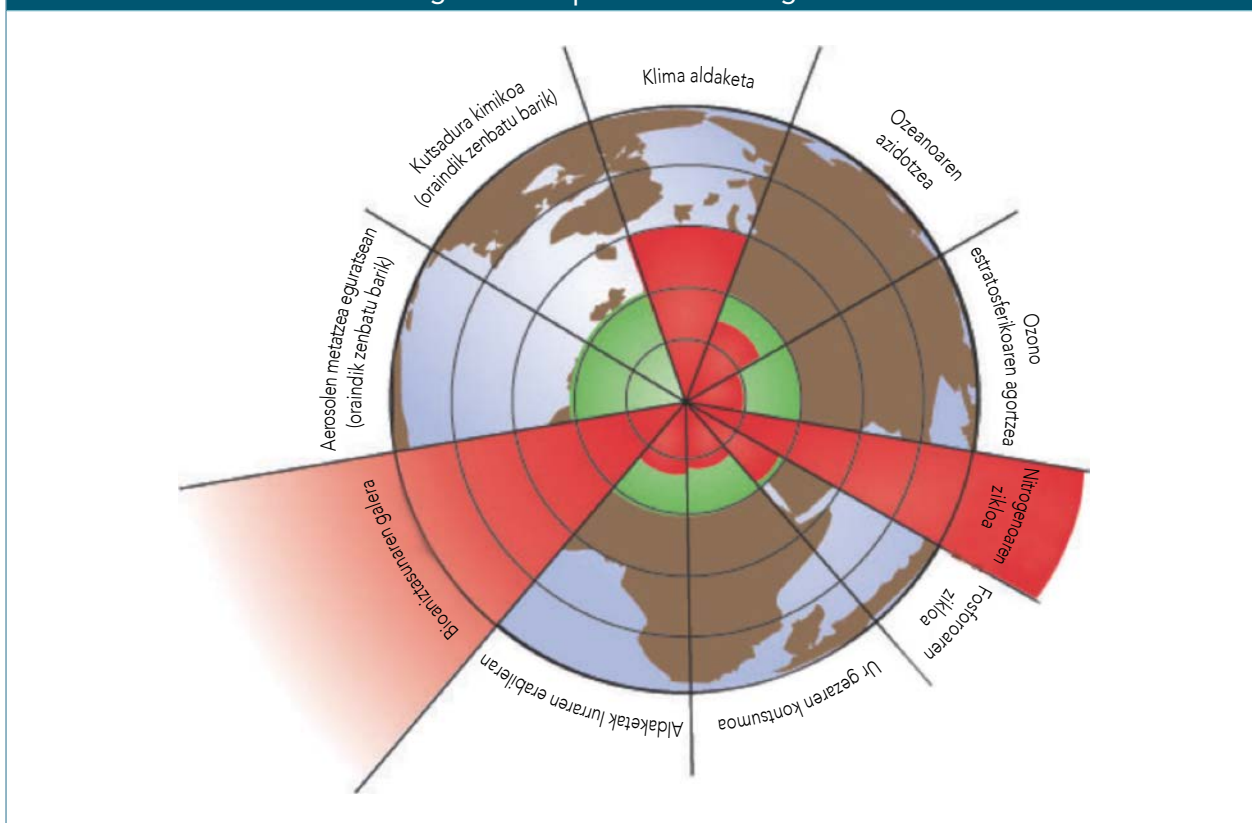 Klima aldaketa
Ozeanoaren
azidotzea
Ozono
estratosferikoaren agortzea
Nitrogenoaren
zikloa
Fosforoaren
zikloa
Ur gezaren kontsumoa
Aldaketak lurraren erabileran
Bioaniztasunaren galera
Aerosolen metatzea eguratsean
(oraindik zenbatu barik)
Kutsadura kimikoa
(oraindik zenbatu barik)